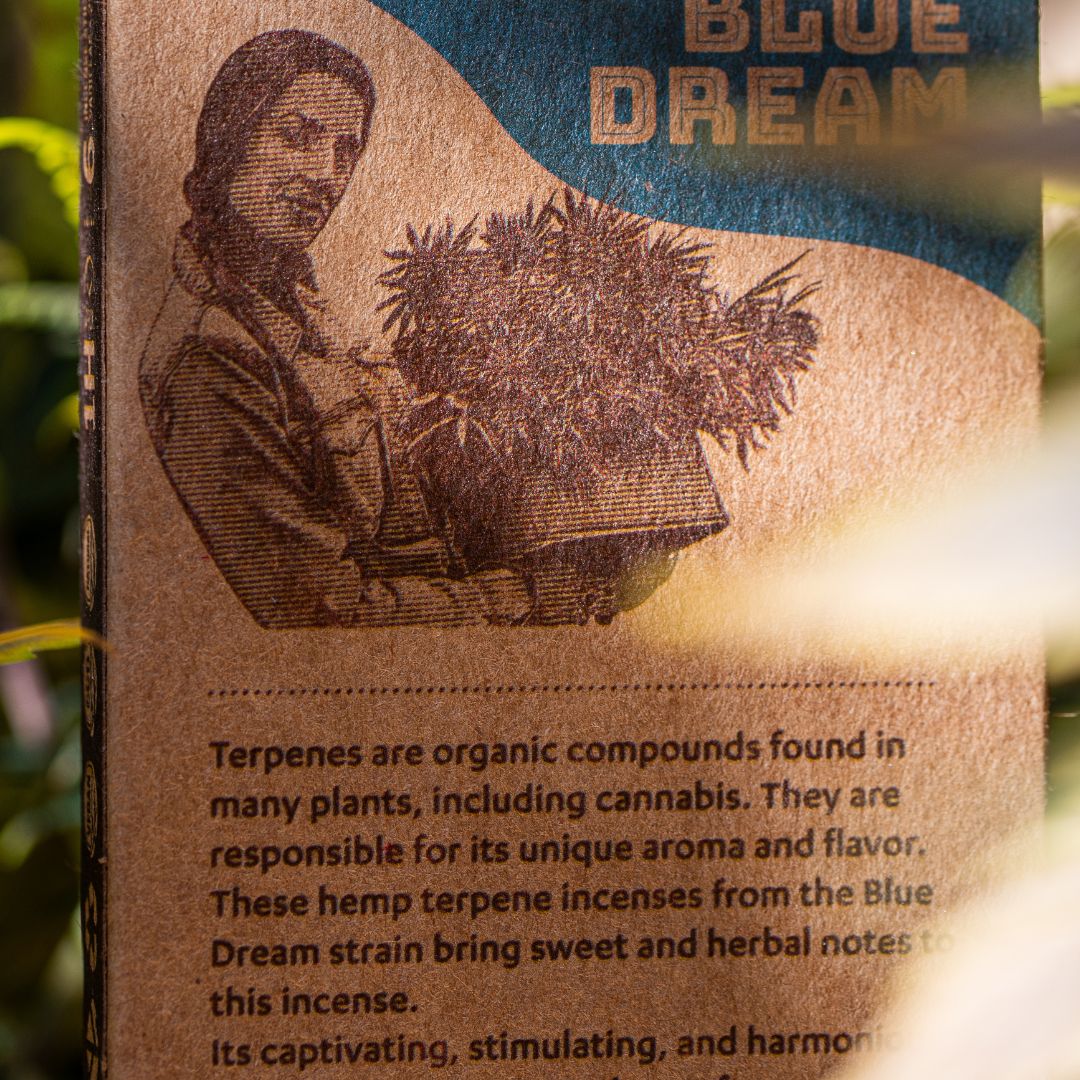 BLUE
DREAM
Terpenes are organic compounds found in
many plants, including cannabis. They are
responsible for its unique aroma and flavor.
These hemp terpene incenses from the Blue
Dream strain bring sweet and herbal notes to
this incense.
Its captivating, stimulating, and